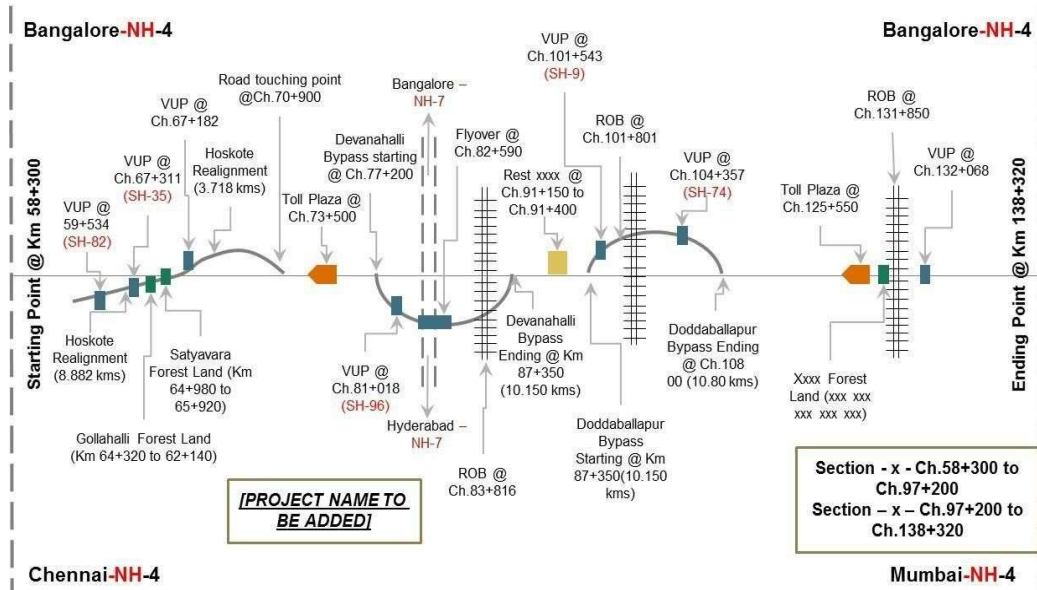 Bangalore-NH-4
Bangalore-NH-4
Starting Point @ Km 58+300
VUP @
59+534
(SH-82)
VUP @
Ch.67+311
(SH-35)
VUP @
Ch.67+182
Hoskote
Realignment
(3.718 kms)
Road touching point
@Ch.70+900
Toll Plaza @
Ch.73+500
Devanahalli
Bypass starting
@ Ch.77+200
Bangalore –
NH-7
Flyover @
Ch.82+590
Rest xxxx @
Ch.91+150 to
Ch.91+400
VUP @
Ch.101+543
(SH-9)
ROB @
Ch.101+801
VUP @
Ch.104+357
(SH-74)
Toll Plaza @
Ch.125+550
ROB @
Ch.131+850
VUP @
Ch.132+068
Ending Point @ Km 138+320
Hoskote
Realignment
(8.882 kms)
Satyavara
Forest Land (Km
64+980 to
65+920)
Gollahalli Forest Land
(Km 64+320 to 62+140)
VUP @
Ch.81+018
(SH-96)
Hyderabad –
NH-7
ROB @
Ch.83+816
Devanahalli
Bypass
Ending @ Km
87+350
(10.150 kms)
Doddaballapur
Bypass
Starting @ Km
87+350(10.150
kms)
Doddaballapur
Bypass Ending
@ Ch.108
00 (10.80 kms)
Xxxx Forest
Land (xxx xxx
xxx xxx xxx)
[PROJECT NAME TO
BE ADDED]
Section - x - Ch.58+300 to
Ch.97+200
Section – x – Ch.97+200 to
Ch.138+320
Chennai-NH-4
Mumbai-NH-4